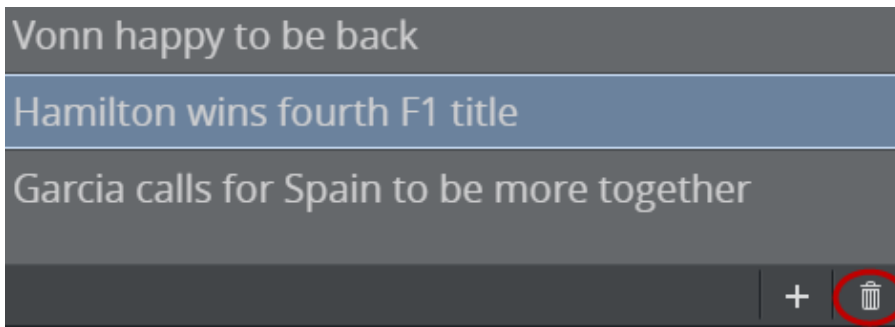 Vonn happy to be back
Hamilton wins fourth F1 title
Garcia calls for Spain to be more together